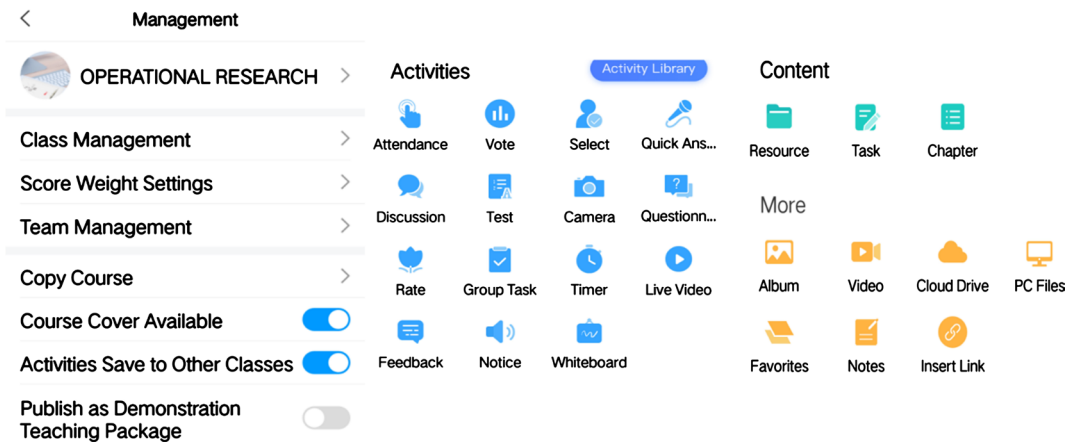 Management
OPERATIONAL RESEARCH
Class Management
Score Weight Settings
Team Management
Copy Course
Course Cover Available
Activities Save to Other Classes
Publish as Demonstration
Teaching Package
Activities
Activity Library
Attendance Vote Select Quick Ans...
Discussion Test Camera Questionn...
Rate Group Task Timer Live Video
Feedback Notice Whiteboard
Content
Resource Task Chapter
More
Album Video Cloud Drive PC Files
Favorites Notes Insert Link